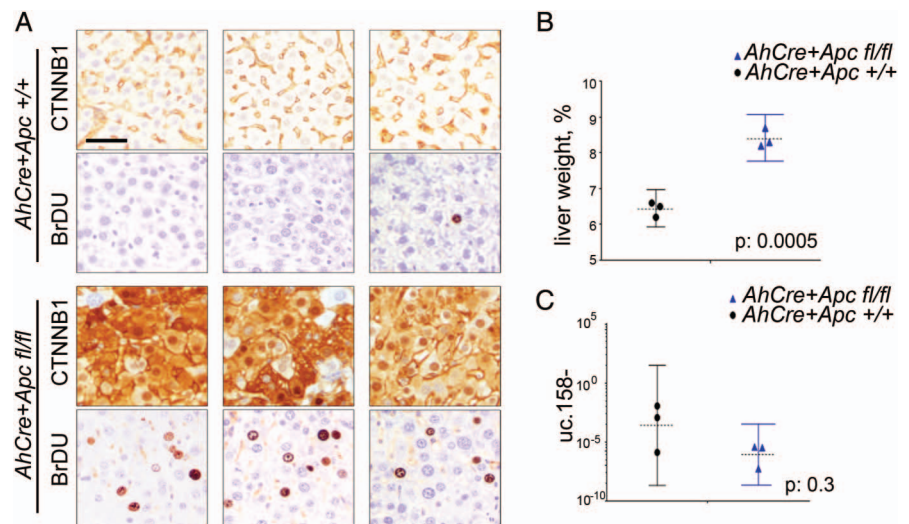 A
AhCre+Apc +/+
CTNNB1
BrDU
AhCre+Apc fl/fl
CTNNB1
BrDU
B
AhCre+Apc fl/fl
AhCre+Apc +/+
liver weight, %
10
9
8
7
6
5
p: 0.0005
C
AhCre+Apc fl/fl
AhCre+Apc +/+
uc.158-
10^5
10^0
10^-5
10^-10
p: 0.3